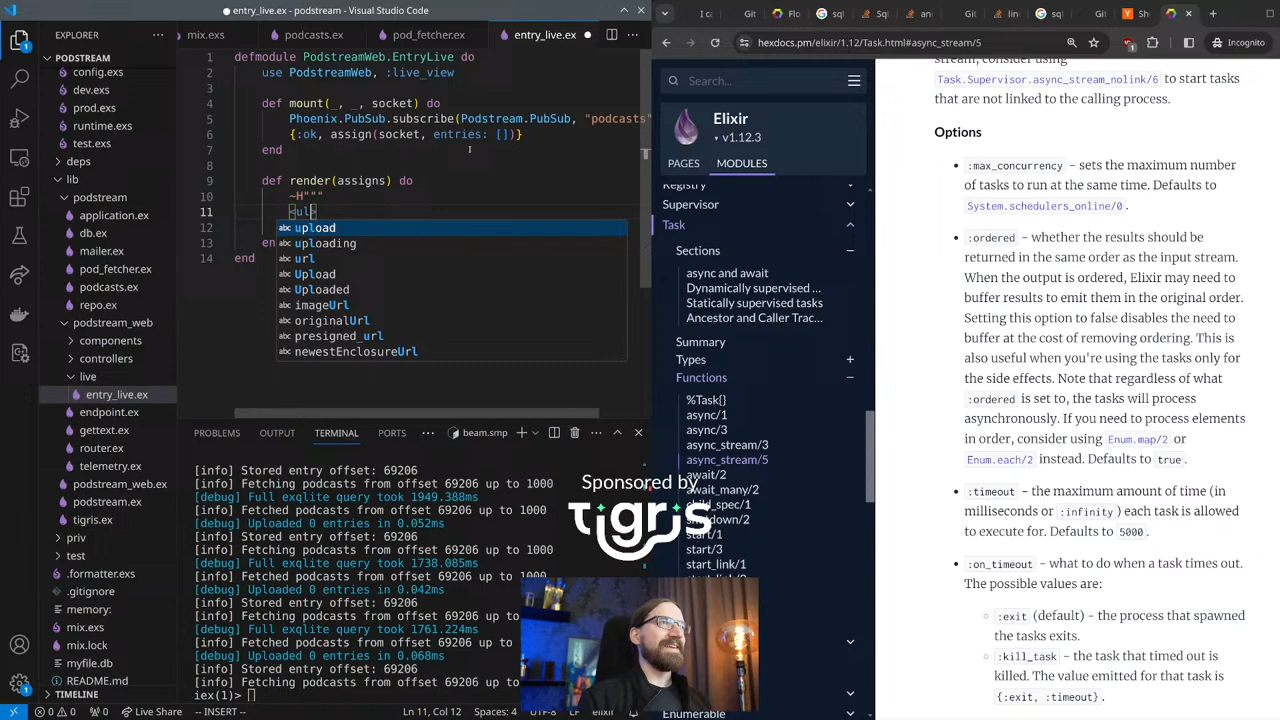 entry_live.ex - podstream - Visual Studio Code
EXPLORER
PODSTREAM
config.exs
dev.exs
prod.exs
runtime.exs
test.exs
deps
lib
podstream
application.ex
db.ex
mailer.ex
pod_fetcher.ex
podcasts.ex
repo.ex
podstream_web
components
controllers
live
entry_live.ex
endpoint.ex
gettext.ex
router.ex
telemetry.ex
podstream_web.ex
podstream.ex
tigris.ex
priv
test
.formatter.exs
.gitignore
memory:
mix.exs
mix.lock
myfile.db
README.md
TIMELINE
mix.exs
podcasts.ex
pod_fetcher.ex
entry_live.ex
1 defmodule PodstreamWeb.EntryLive do
2 use PodstreamWeb, :live_view
3
4 def mount(_, _, socket) do
5 Phoenix.PubSub.subscribe(Podstream.PubSub, "podcasts"
6 {:ok, assign(socket, entries: [])}
7 end
8
9 def render(assigns) do
10 ~H"""
11 <ul>
12
13 en
14 end
upload
uploading
url
Upload
Uploaded
imageUrl
originalUrl
presigned_url
newestEnclosureUrl
PROBLEMS OUTPUT TERMINAL PORTS beam.smp
[info] Stored entry offset: 69206
[info] Fetching podcasts from offset 69206 up to 1000
[debug] Full exqlite query took 1949.388ms
[info] Fetched podcasts from offset 69206 up to 1000
[debug] Uploaded 0 entries in 0.052ms
[info] Stored entry offset: 69206
[info] Fetching podcasts from offset 69206 up to 1000
[debug] Full exqlite query took 1738.085ms
[info] Fetched podcasts from offset 69206 up to 1000
[debug] Uploaded 0 entries in 0.042ms
[info] Stored entry offset: 69206
[info] Fetching podcasts from offset 69206
[debug] Full exqlite query took 1761.224ms
[info] Fetched podcasts from offset 69206
[debug] Uploaded 0 entries in 0.068ms
[info] Stored entry offset: 69206
[info] Fetching podcasts from offset 69206
iex(1)>
0 0 0 Live Share -- INSERT -- Ln 11, Col 12 Spaces: 4 UTF-8 LF elixir
Sponsored by
TIGRIS
hexdocs.pm/elixir/1.12/Task.html#async_stream/5
Incognito
Search...
Elixir
v1.12.3
PAGES MODULES
Registry
Supervisor
Task
Sections
async and await
Dynamically supervised ...
Statically supervised tasks
Ancestor and Caller Trac...
Summary
Types
Functions
%Task{}
async/1
async/3
async_stream/3
async_stream/5
await/2
await_many/2
child_spec/1
shutdown/2
start/1
start/3
start_link/1
Enumerable
stream, consider using
Task.Supervisor.async_stream_nolink/6 to start tasks
that are not linked to the calling process.
Options
:max_concurrency - sets the maximum number
of tasks to run at the same time. Defaults to
System.schedulers_online/0.
:ordered - whether the results should be
returned in the same order as the input stream.
When the output is ordered, Elixir may need to
buffer results to emit them in the original order.
Setting this option to false disables the need to
buffer at the cost of removing ordering. This is
also useful when you're using the tasks only for
the side effects. Note that regardless of what
:ordered is set to, the tasks will process
asynchronously. If you need to process elements
in order, consider using Enum.map/2 or
Enum.each/2 instead. Defaults to true.
:timeout - the maximum amount of time (in
milliseconds or :infinity) each task is allowed
to execute for. Defaults to 5000.
:on_timeout - what to do when a task times out.
The possible values are:
:exit (default) - the process that spawned
the tasks exits.
:kill_task - the task that timed out is
killed. The value emitted for that task is
{:exit, :timeout}.